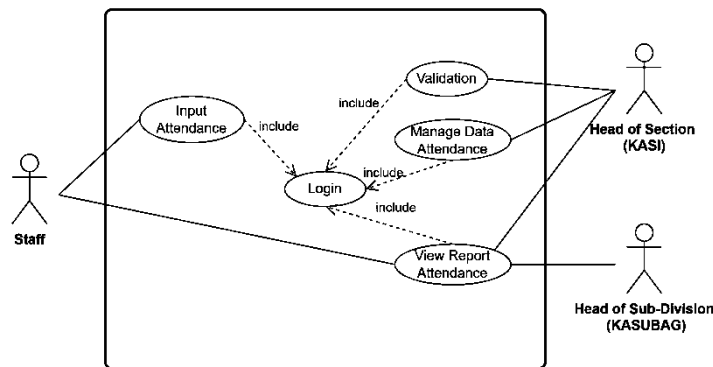 Validation
Input
Attendance
include
include
Manage Data
Attendance
Head of Section
(KASI)
include
Login
include
Staff
View Report
Attendance
Head of Sub-Division
(KASUBAG)